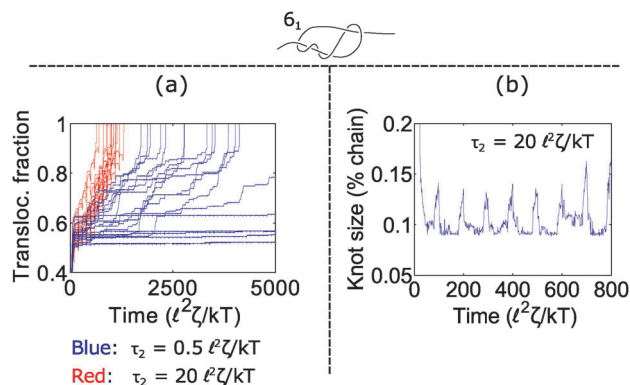 6₁
(a)
Transloc. fraction
1
0.8
0.6
0.4
0
2500
5000
Time (ℓ²ζ/kT)
Blue: τ₂ = 0.5 ℓ²ζ/kT
Red: τ₂ = 20 ℓ²ζ/kT
(b)
Knot size (% chain)
τ₂ = 20 ℓ²ζ/kT
0.2
0.15
0.1
0.05
0 200 400 600 800
Time (ℓ²ζ/kT)